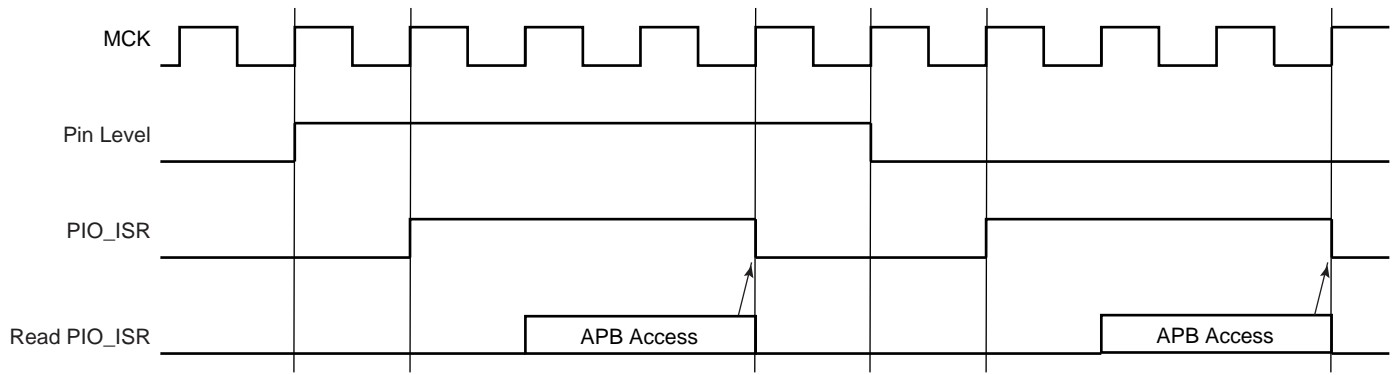 MCK
Pin Level
PIO_ISR
Read PIO_ISR
APB Access
APB Access